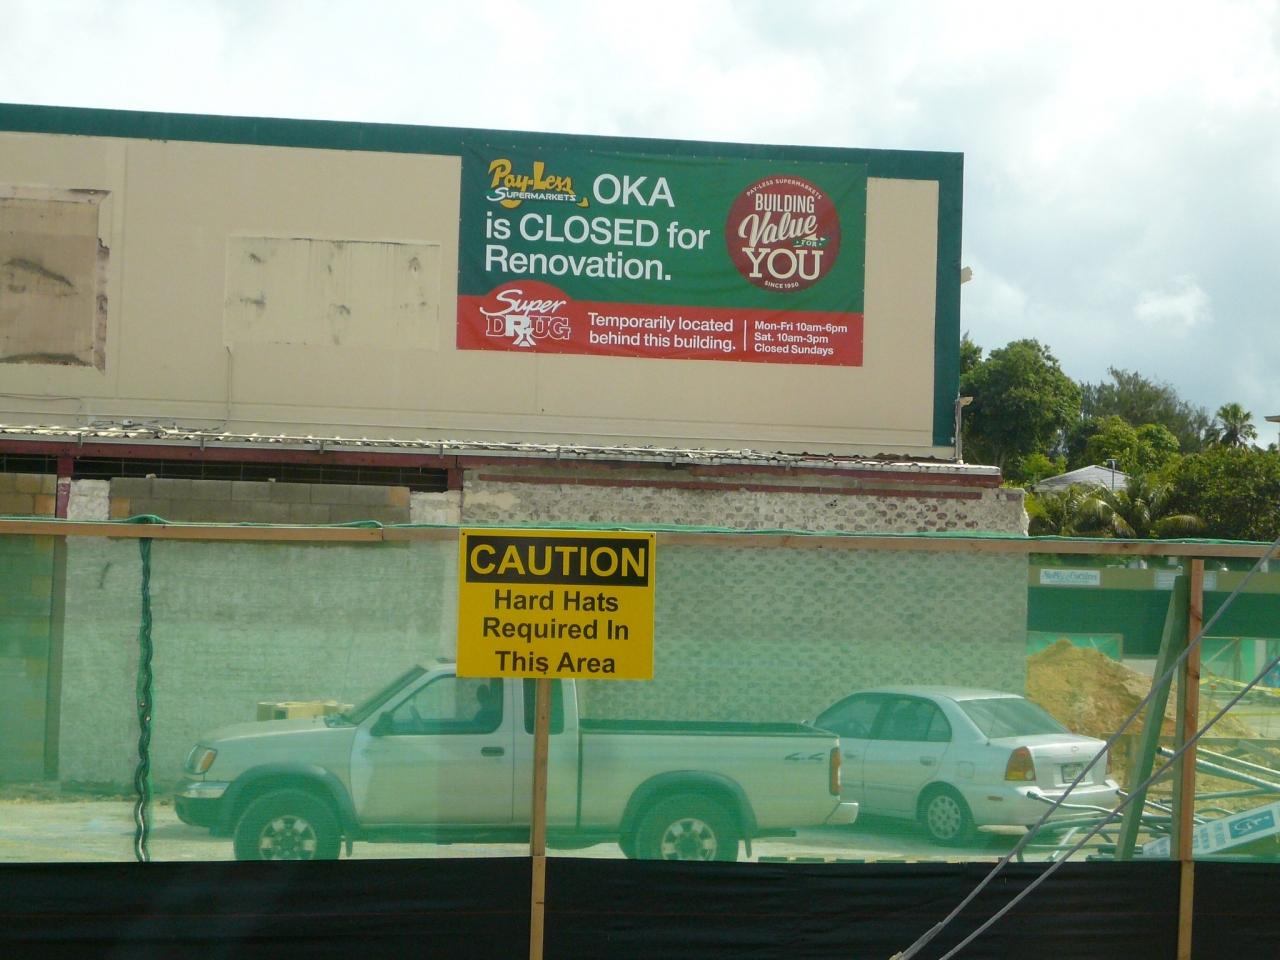 Pay-Less
SUPERMARKETS
OKA
is CLOSED for
Renovation.
PAY-LESS SUPERMARKETS
BUILDING
Value
FOR
YOU
SINCE 1950
Super
DRUG
Temporarily located
behind this building.
Mon-Fri 10am-6pm
Sat. 10am-3pm
Closed Sundays
CAUTION
Hard Hats
Required In
This Area
4x4